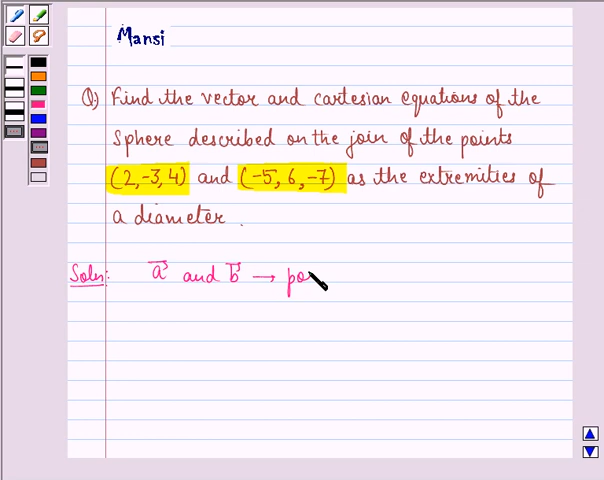 Mansi
Q) Find the vector and cartesian equations of the
Sphere described on the join of the points
(2,-3,4) and (-5, 6, -7) as the extremities of
a diameter.
Soln: a⃗ and b⃗ → po